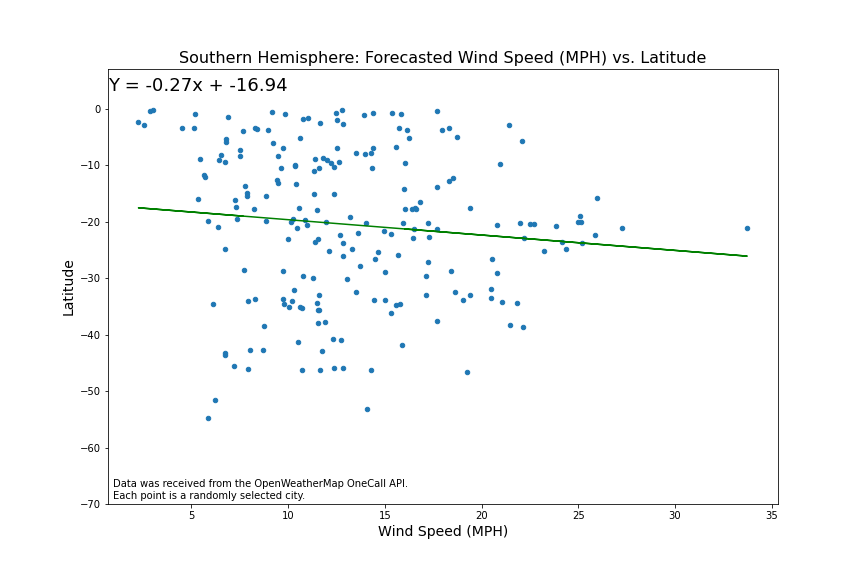 Southern Hemisphere: Forecasted Wind Speed (MPH) vs. Latitude
Y = -0.27x + -16.94
0
−10
−20
−30
−40
−50
−60
−70
Latitude
Data was received from the OpenWeatherMap OneCall API.
Each point is a randomly selected city.
5
10
15
20
25
30
35
Wind Speed (MPH)